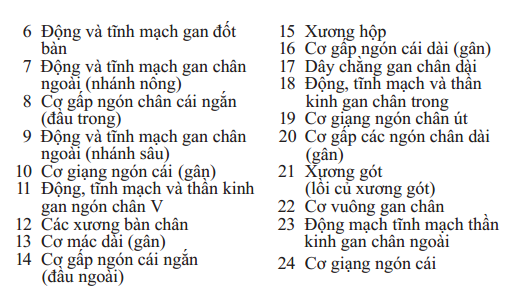 6 Động và tĩnh mạch gan đốt
bàn
7 Động và tĩnh mạch gan chân
ngoài (nhánh nông)
8 Cơ gấp ngón chân cái ngắn
(đầu trong)
9 Động và tĩnh mạch gan chân
ngoài (nhánh sâu)
10 Cơ giạng ngón cái (gân)
11 Động, tĩnh mạch và thần kinh
gan ngón chân V
12 Các xương bàn chân
13 Cơ mác dài (gân)
14 Cơ gấp ngón cái ngắn
(đầu ngoài)
15 Xương hộp
16 Cơ gấp ngón cái dài (gân)
17 Dây chằng gan chân dài
18 Động, tĩnh mạch và thần
kinh gan chân trong
19 Cơ giạng ngón chân út
20 Cơ gấp các ngón chân dài
(gân)
21 Xương gót
(lồi củ xương gót)
22 Cơ vuông gan chân
23 Động mạch tĩnh mạch thần
kinh gan chân ngoài
24 Cơ giạng ngón cái